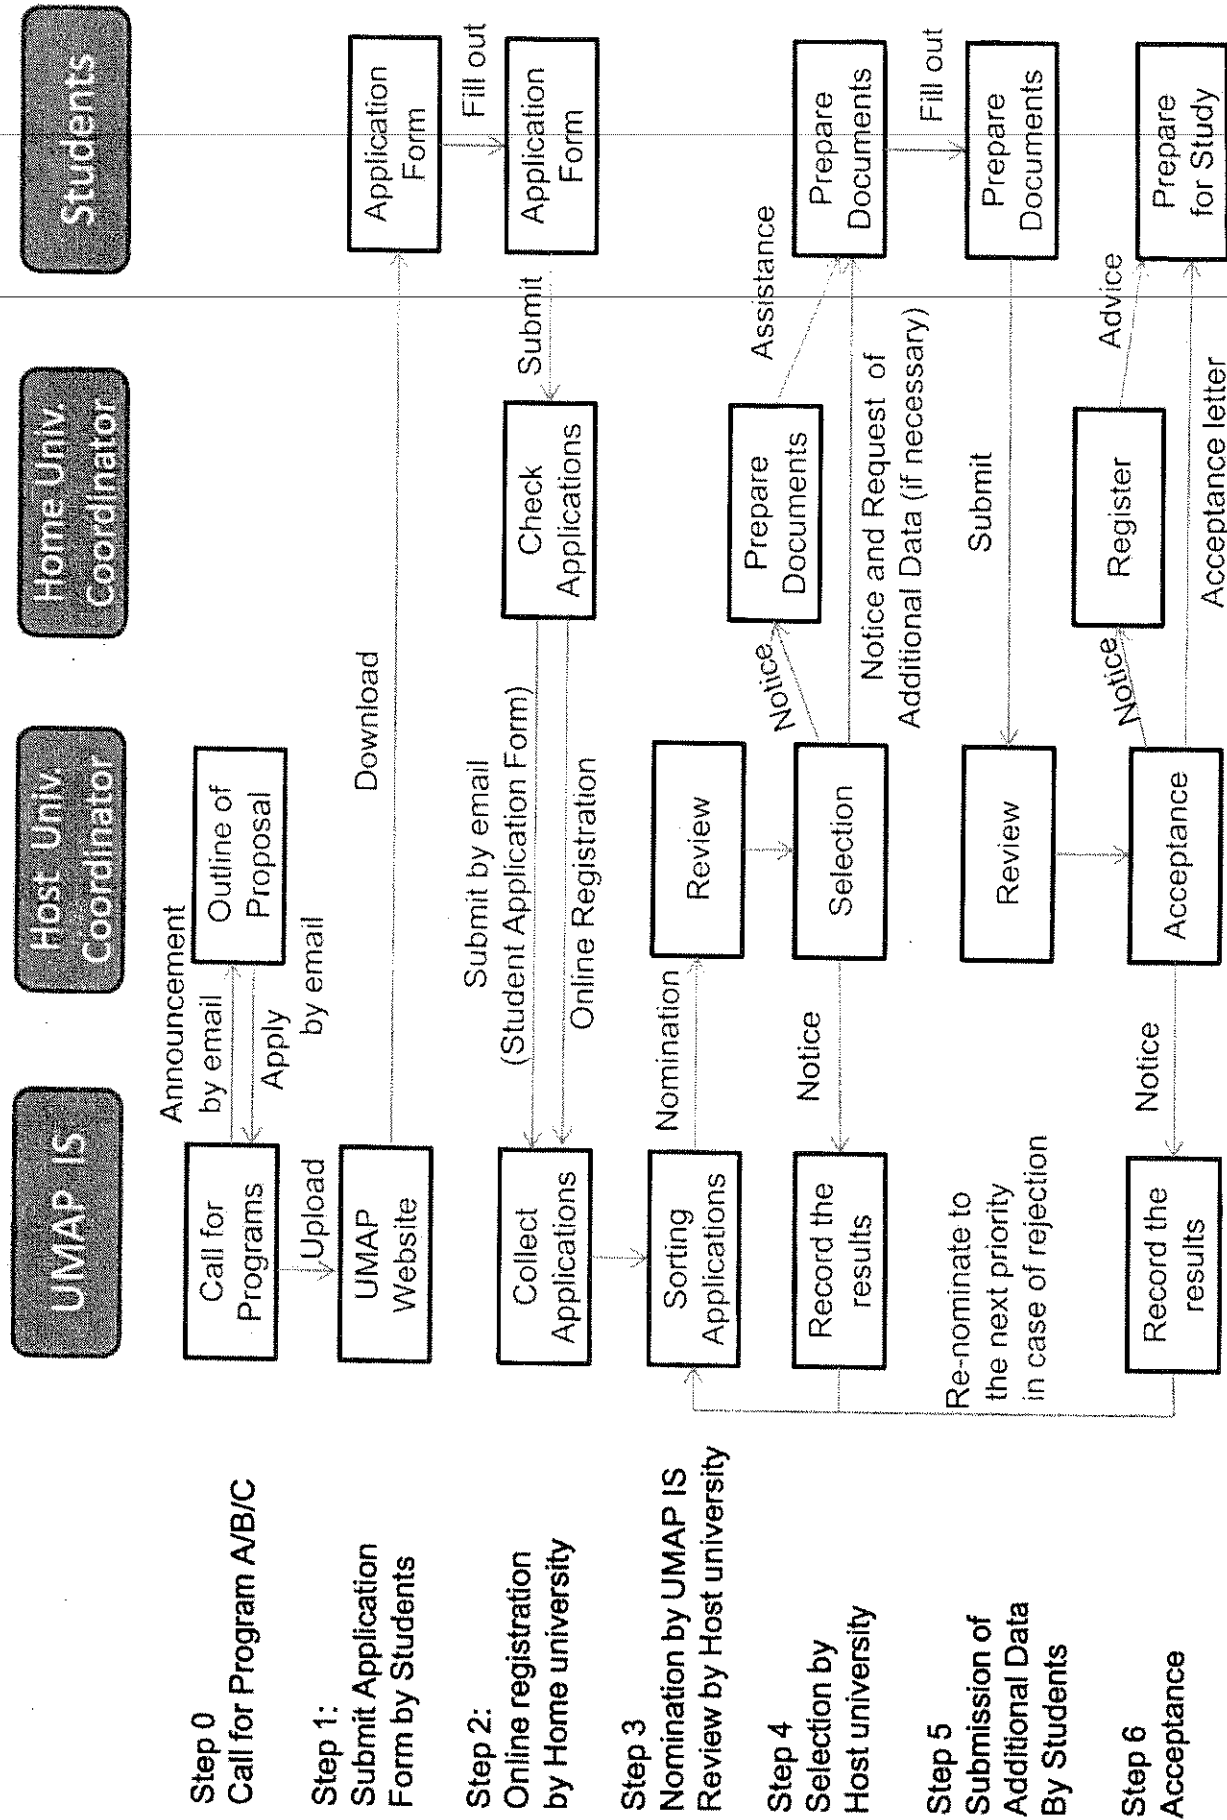 UMAP IS
Host Univ.
Coordinator
Home Univ.
Coordinator
Students
Step 0
Call for Program A/B/C
Call for
Programs
Announcement
by email
Apply
by email
Outline of
Proposal
Upload
Step 1:
Submit Application
Form by Students
UMAP
Website
Download
Application
Form
Fill out
Step 2:
Online registration
by Home university
Collect
Applications
Submit by email
(Student Application Form)
Online Registration
Check
Applications
Submit
Application
Form
Step 3
Nomination by UMAP IS
Review by Host university
Sorting
Applications
Nomination
Review
Step 4
Selection by
Host university
Record the
results
Notice
Selection
Notice
Prepare
Documents
Assistance
Notice and Request of
Additional Data (if necessary)
Prepare
Documents
Fill out
Step 5
Submission of
Additional Data
By Students
Re-nominate to
the next priority
in case of rejection
Review
Submit
Prepare
Documents
Step 6
Acceptance
Record the
results
Notice
Acceptance
Notice
Register
Advice
Acceptance letter
Prepare
for Study